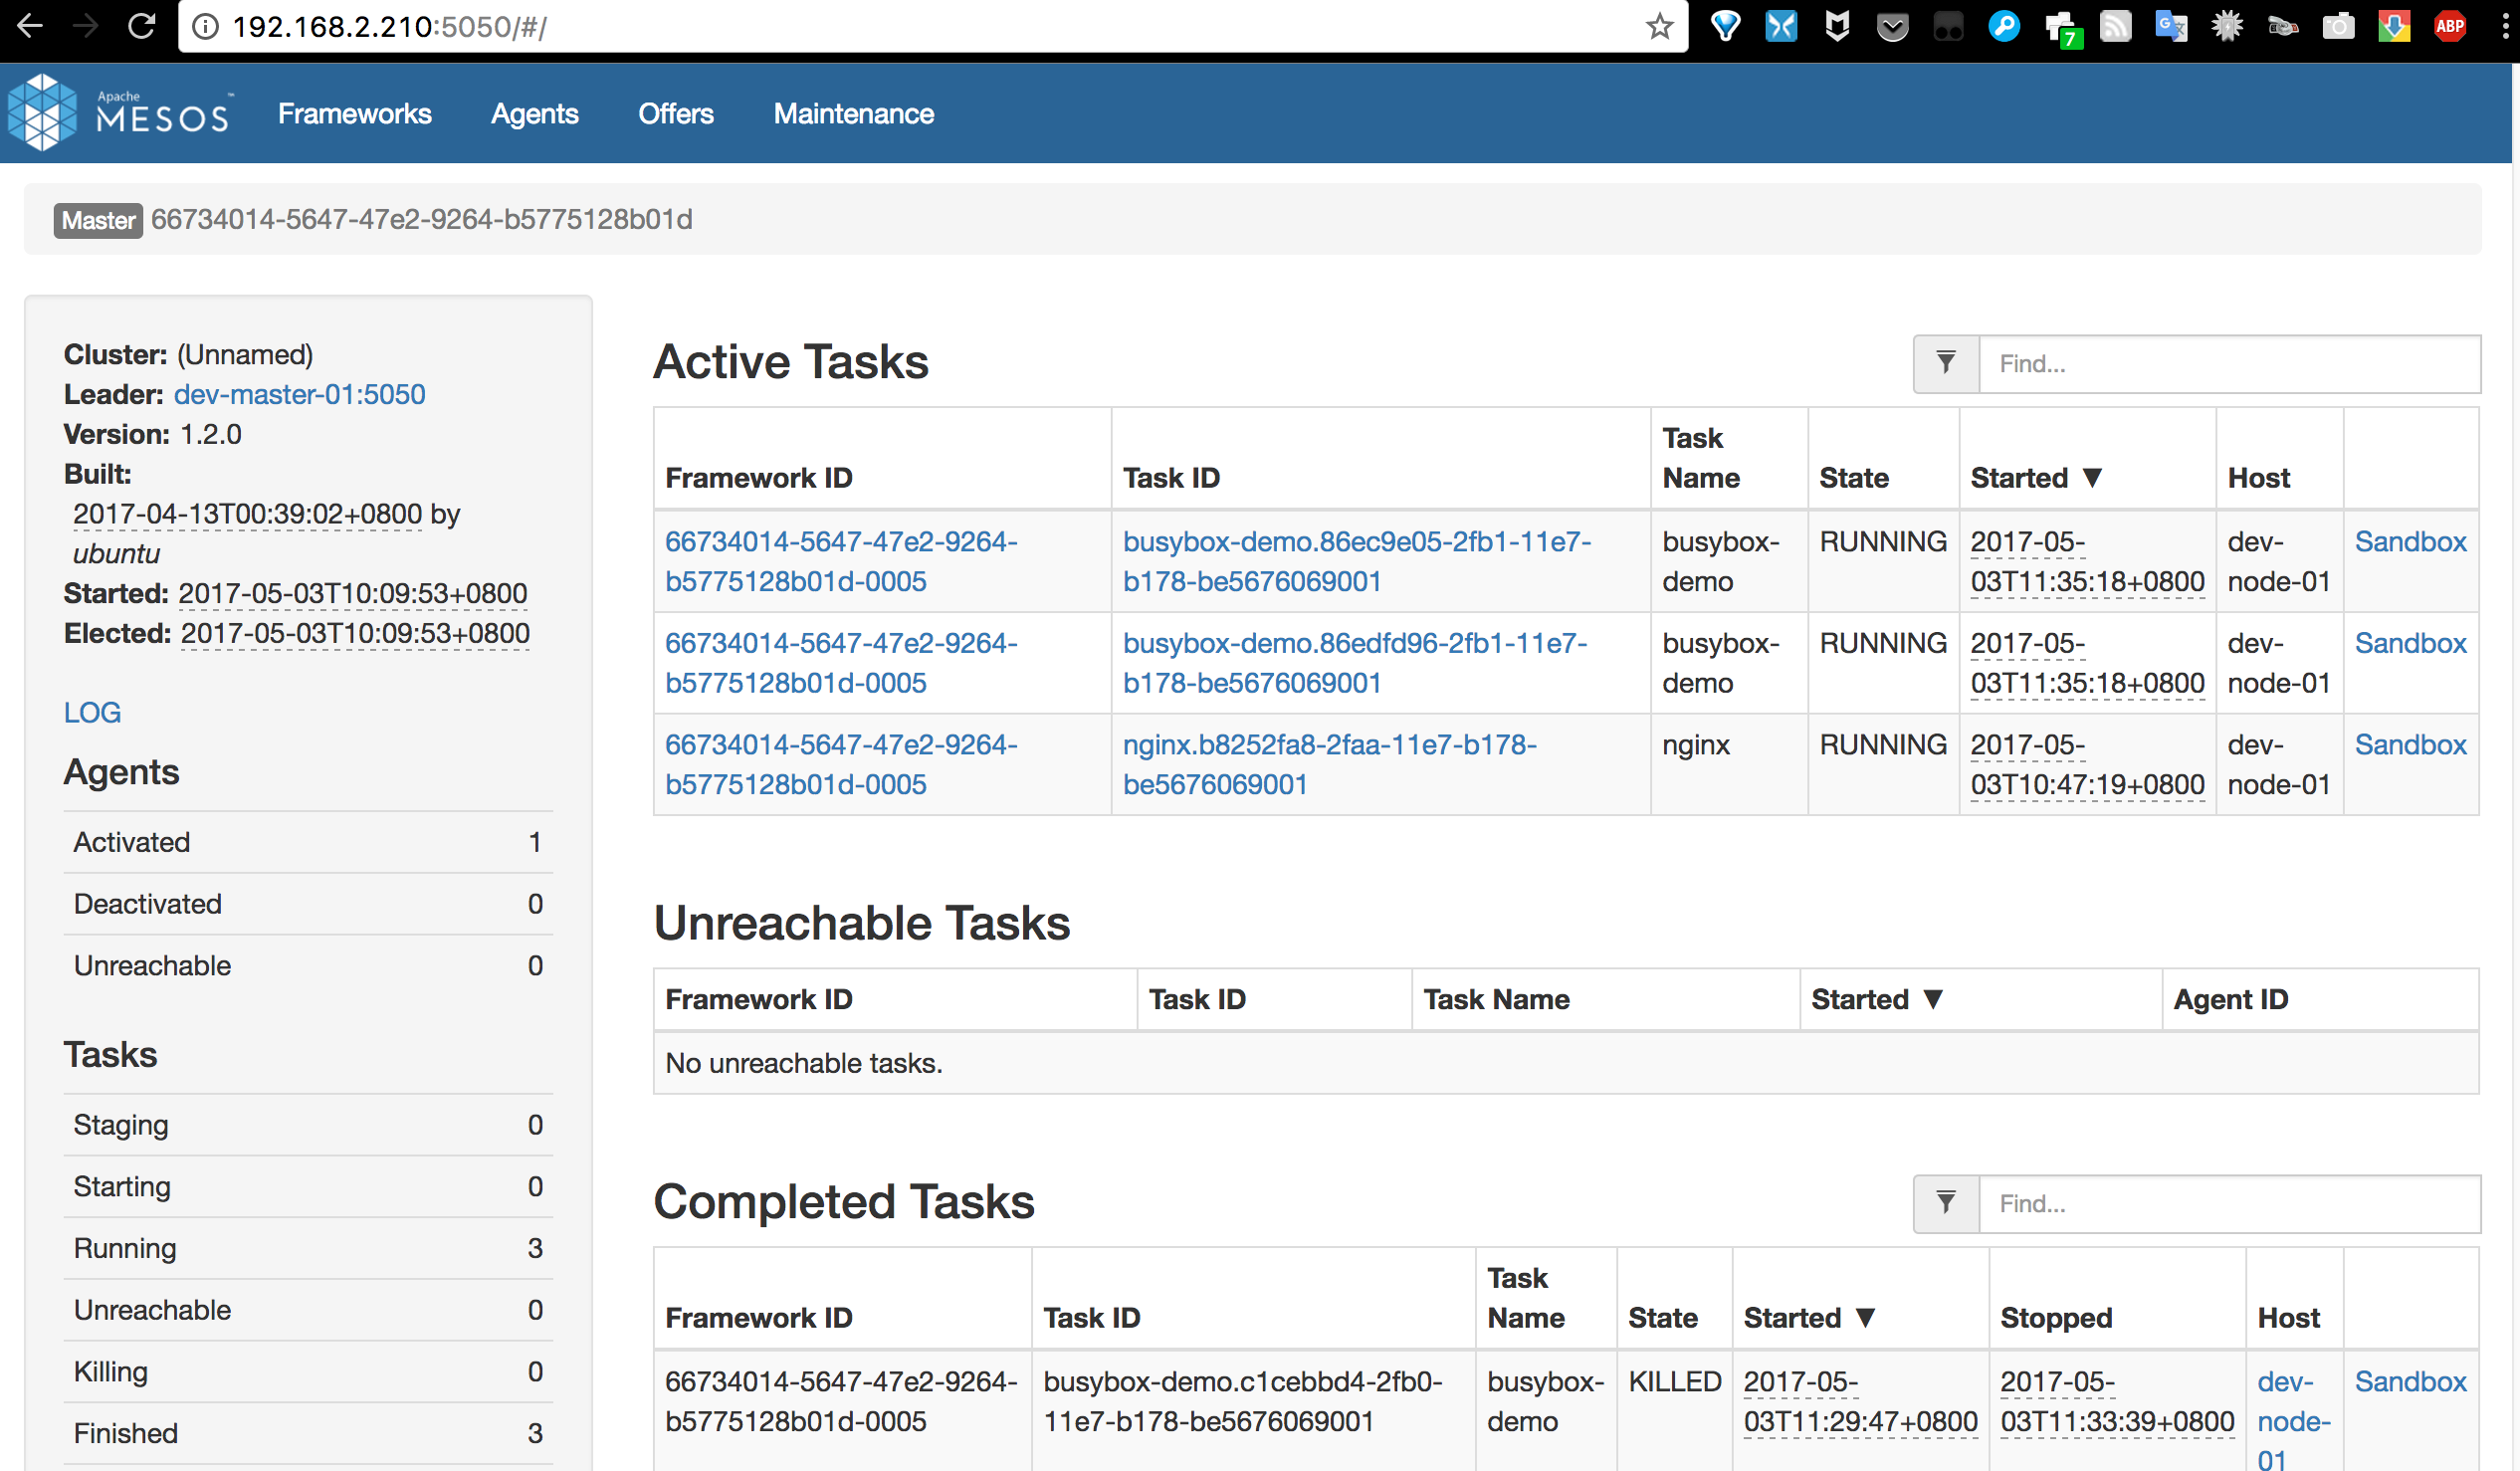 192.168.2.210:5050/#/
7
G
ABP
Apache
MESOS™
Frameworks Agents Offers Maintenance
Master 66734014-5647-47e2-9264-b5775128b01d
Cluster: (Unnamed)
Leader: dev-master-01:5050
Version: 1.2.0
Built:
2017-04-13T00:39:02+0800 by
ubuntu
Started: 2017-05-03T10:09:53+0800
Elected: 2017-05-03T10:09:53+0800
LOG
Agents
Activated 1
Deactivated 0
Unreachable 0
Tasks
Staging 0
Starting 0
Running 3
Unreachable 0
Killing 0
Finished 3
Active Tasks
Find...
Task
Framework ID Task ID Name State Started ▼ Host
66734014-5647-47e2-9264- busybox-demo.86ec9e05-2fb1-11e7- busybox- RUNNING 2017-05- dev- Sandbox
b5775128b01d-0005 b178-be5676069001 demo 03T11:35:18+0800 node-01
66734014-5647-47e2-9264- busybox-demo.86edfd96-2fb1-11e7- busybox- RUNNING 2017-05- dev- Sandbox
b5775128b01d-0005 b178-be5676069001 demo 03T11:35:18+0800 node-01
66734014-5647-47e2-9264- nginx.b8252fa8-2faa-11e7-b178- nginx RUNNING 2017-05- dev- Sandbox
b5775128b01d-0005 be5676069001 03T10:47:19+0800 node-01
Unreachable Tasks
Framework ID Task ID Task Name Started ▼ Agent ID
No unreachable tasks.
Completed Tasks
Find...
Task
Framework ID Task ID Name State Started ▼ Stopped Host
66734014-5647-47e2-9264- busybox-demo.c1cebbd4-2fb0- busybox- KILLED 2017-05- 2017-05- dev- Sandbox
b5775128b01d-0005 11e7-b178-be5676069001 demo 03T11:29:47+0800 03T11:33:39+0800 node-
01